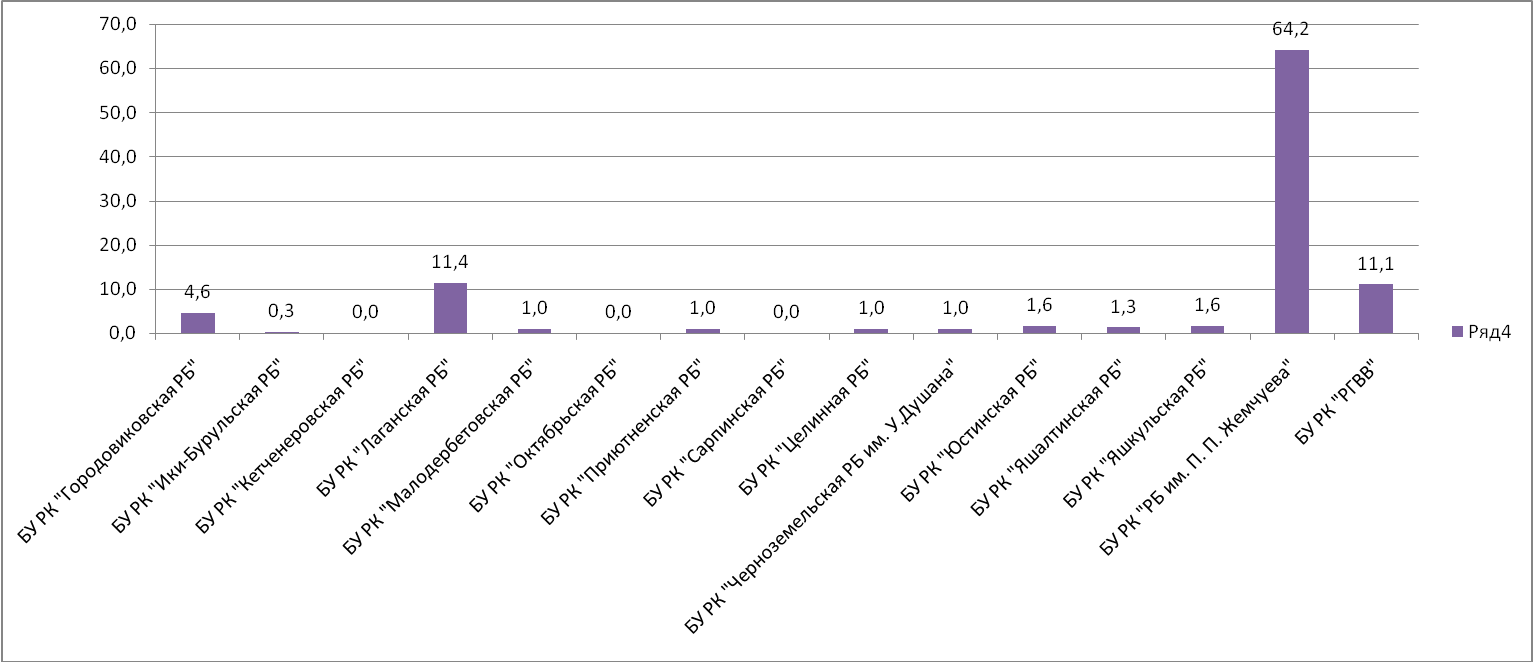 70,0
60,0
50,0
40,0
30,0
20,0
10,0
0,0
4,6
0,3
0,0
11,4
1,0
0,0
1,0
0,0
1,0
1,0
1,6
1,3
1,6
64,2
11,1
БУ РК "Городовиковская РБ"
БУ РК "Ики-Бурульская РБ"
БУ РК "Кетченеровская РБ"
БУ РК "Лаганская РБ"
БУ РК "Малодербетовская РБ"
БУ РК "Октябрьская РБ"
БУ РК "Приютненская РБ"
БУ РК "Сарпинская РБ"
БУ РК "Целинная РБ"
БУ РК "Черноземельская РБ им. У.Душана"
БУ РК "Юстинская РБ"
БУ РК "Яшалтинская РБ"
БУ РК "Яшкульская РБ"
БУ РК "РБ им. П. П. Жемчуева"
БУ РК "РГВВ"
Ряд4